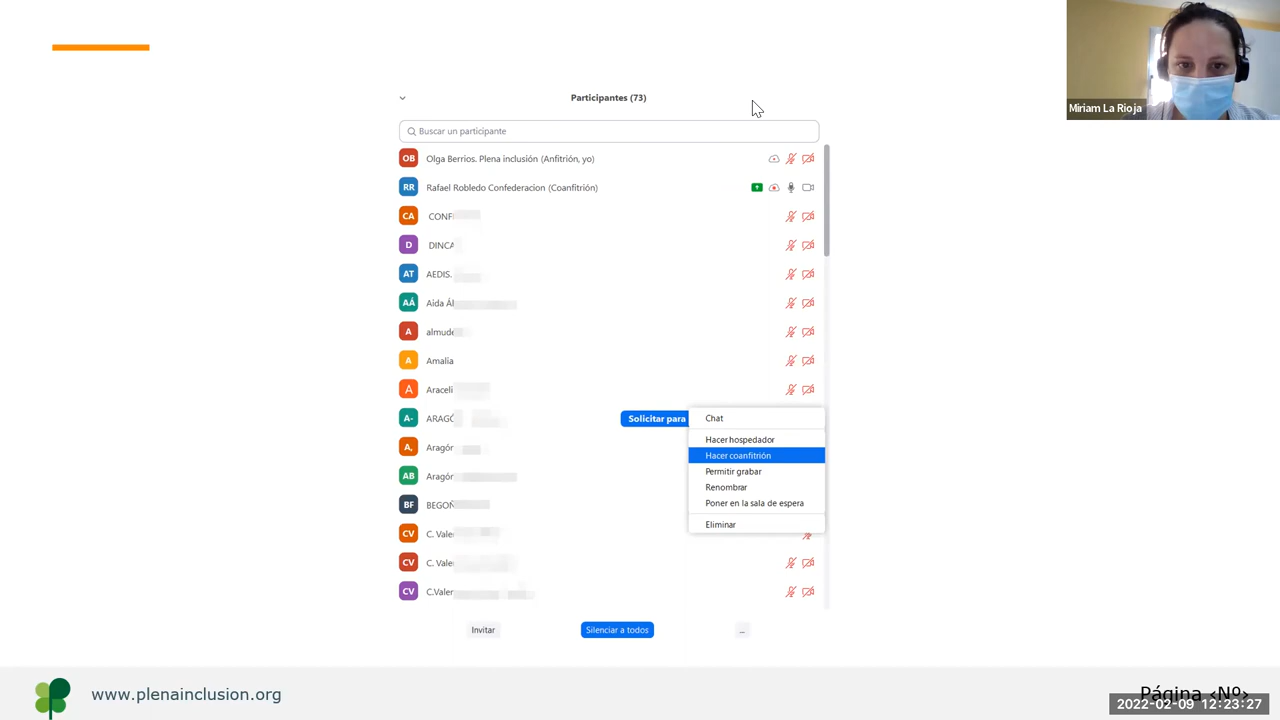 Participantes (73)
Buscar un participante
OB Olga Berrios. Plena inclusión (Anfitrión, yo)
RR Rafael Robledo Confederacion (Coanfitrión)
CA CONF
D DINCA
AT AEDIS.
AÁ Aida Ál
A almude
A Amalia
A Araceli
A- ARAGÓ Solicitar para
A, Aragór
AB Aragór
BF BEGOÑ
CV C. Vale
CV C. Vale
CV C.Valer
Chat
Hacer hospedador
Hacer coanfitrión
Permitir grabar
Renombrar
Poner en la sala de espera
Eliminar
Invitar Silenciar a todos ...
Miriam La Rioja
www.plenainclusion.org
Página ‹Nº›
2022-02-09 12:23:27